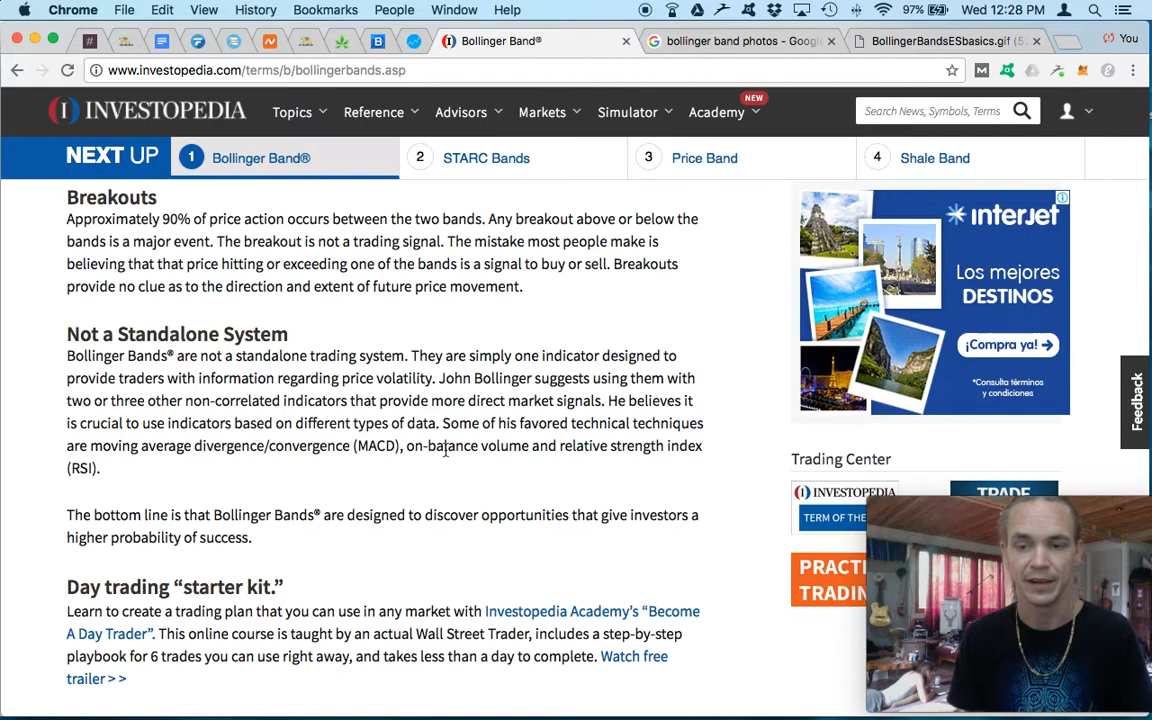 Chrome File Edit View History Bookmarks People Window Help 97% Wed 12:28 PM
Bollinger Band® × bollinger band photos - Googl × BollingerBandsESbasics.gif (5 × You
www.investopedia.com/terms/b/bollingerbands.asp
INVESTOPEDIA Topics Reference Advisors Markets Simulator Academy NEW Search News, Symbols, Terms
NEXT UP 1 Bollinger Band® 2 STARC Bands 3 Price Band 4 Shale Band
Breakouts
Approximately 90% of price action occurs between the two bands. Any breakout above or below the
bands is a major event. The breakout is not a trading signal. The mistake most people make is
believing that that price hitting or exceeding one of the bands is a signal to buy or sell. Breakouts
provide no clue as to the direction and extent of future price movement.
Not a Standalone System
Bollinger Bands® are not a standalone trading system. They are simply one indicator designed to
provide traders with information regarding price volatility. John Bollinger suggests using them with
two or three other non-correlated indicators that provide more direct market signals. He believes it
is crucial to use indicators based on different types of data. Some of his favored technical techniques
are moving average divergence/convergence (MACD), on-balance volume and relative strength index
(RSI).
The bottom line is that Bollinger Bands® are designed to discover opportunities that give investors a
higher probability of success.
Day trading “starter kit.”
Learn to create a trading plan that you can use in any market with Investopedia Academy’s “Become
A Day Trader”. This online course is taught by an actual Wall Street Trader, includes a step-by-step
playbook for 6 trades you can use right away, and takes less than a day to complete. Watch free
trailer > >
interJet
Los mejores
DESTINOS
¡Compra ya!
*Consulta términos
y condiciones
Feedback
Trading Center
INVESTOPEDIA
TERM OF THE
TRADE
PRACTI
TRADIN